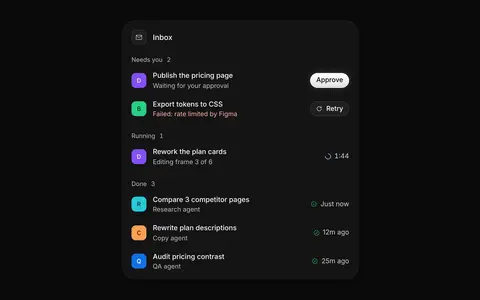 Inbox
Needs you 2
D Publish the pricing page
Waiting for your approval
Approve
B Export tokens to CSS
Failed: rate limited by Figma
Retry
Running 1
D Rework the plan cards
Editing frame 3 of 6
1:44
Done 3
R Compare 3 competitor pages
Research agent
Just now
C Rewrite plan descriptions
Copy agent
12m ago
Q Audit pricing contrast
QA agent
25m ago